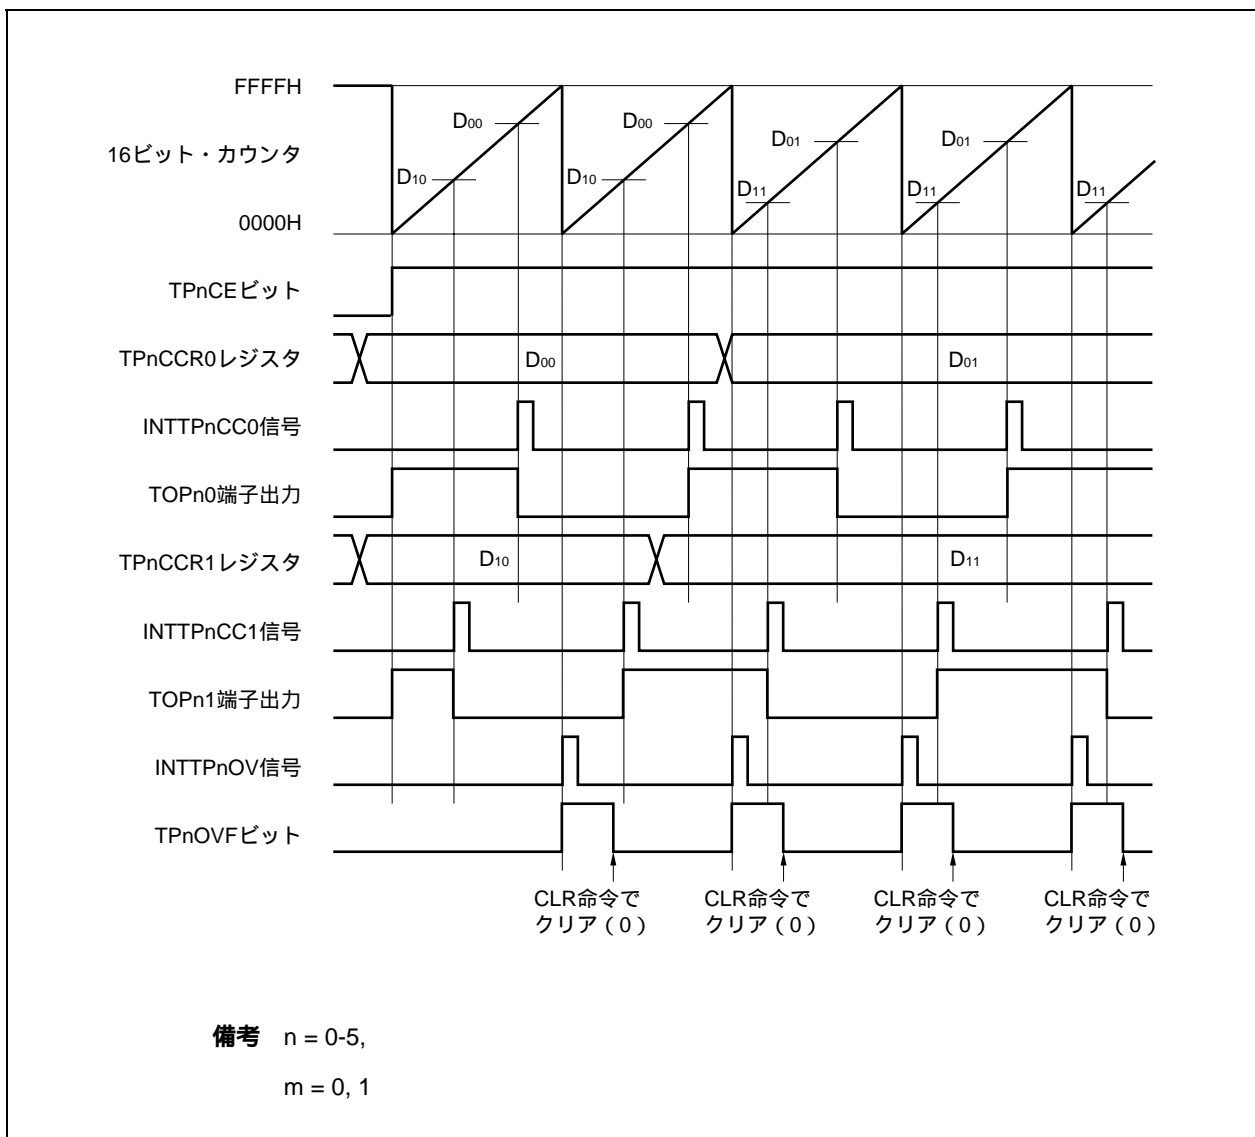 FFFFH
D00
D00
D01
D01
16ビット・カウンタ
D10
D10
D11
D11
D11
0000H
TPnCEビット
TPnCCR0レジスタ
D00
D01
INTTPnCC0信号
TOPn0端子出力
TPnCCR1レジスタ
D10
D11
INTTPnCC1信号
TOPn1端子出力
INTTPnOV信号
TPnOVFビット
CLR命令で
クリア（0）
CLR命令で
クリア（0）
CLR命令で
クリア（0）
CLR命令で
クリア（0）
備考 n = 0-5,
m = 0, 1